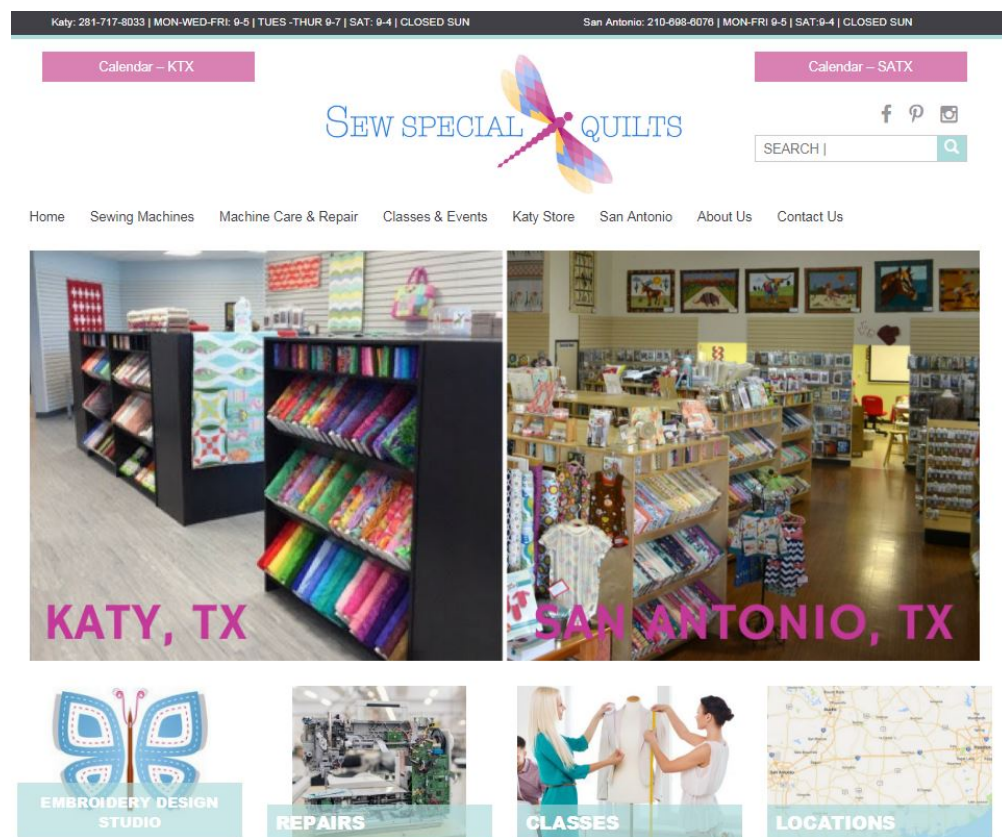 Katy: 281-717-8033 | MON-WED-FRI: 9-5 | TUES -THUR 9-7 | SAT: 9-4 | CLOSED SUN
San Antonio: 210-698-6076 | MON-FRI 9-5 | SAT:9-4 | CLOSED SUN
Calendar – KTX
Calendar – SATX
SEW SPECIAL QUILTS
SEARCH |
Home Sewing Machines Machine Care & Repair Classes & Events Katy Store San Antonio About Us Contact Us
KATY, TX
SAN ANTONIO, TX
EMBROIDERY DESIGN
STUDIO
REPAIRS
CLASSES
LOCATIONS